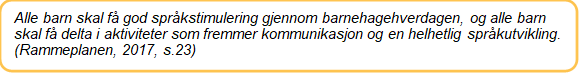 Alle barn skal få god språkstimulering gjennom barnehagehverdagen, og alle barn
skal få delta i aktiviteter som fremmer kommunikasjon og en helhetlig språkutvikling.
(Rammeplanen, 2017, s.23)